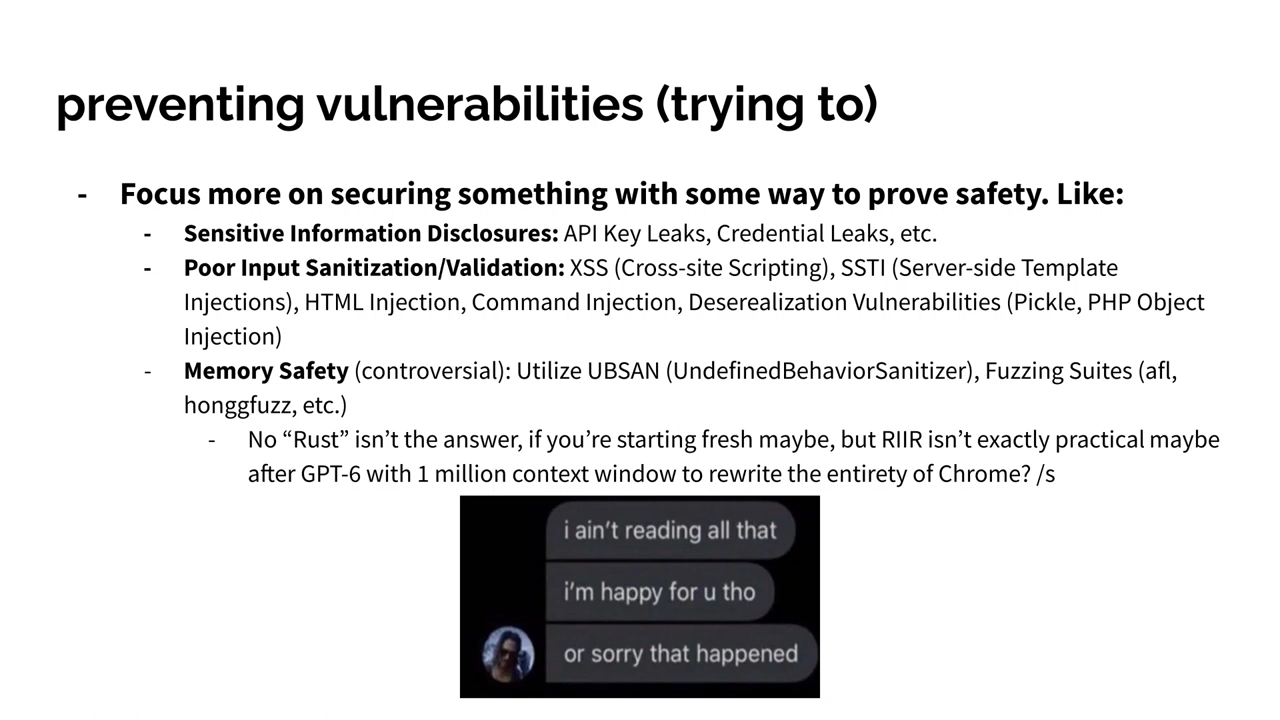 preventing vulnerabilities (trying to)
- Focus more on securing something with some way to prove safety. Like:
- Sensitive Information Disclosures: API Key Leaks, Credential Leaks, etc.
- Poor Input Sanitization/Validation: XSS (Cross-site Scripting), SSTI (Server-side Template
Injections), HTML Injection, Command Injection, Deserealization Vulnerabilities (Pickle, PHP Object
Injection)
- Memory Safety (controversial): Utilize UBSAN (UndefinedBehaviorSanitizer), Fuzzing Suites (afl,
honggfuzz, etc.)
- No “Rust” isn’t the answer, if you’re starting fresh maybe, but RIIR isn’t exactly practical maybe
after GPT-6 with 1 million context window to rewrite the entirety of Chrome? /s
i ain’t reading all that
i’m happy for u tho
or sorry that happened